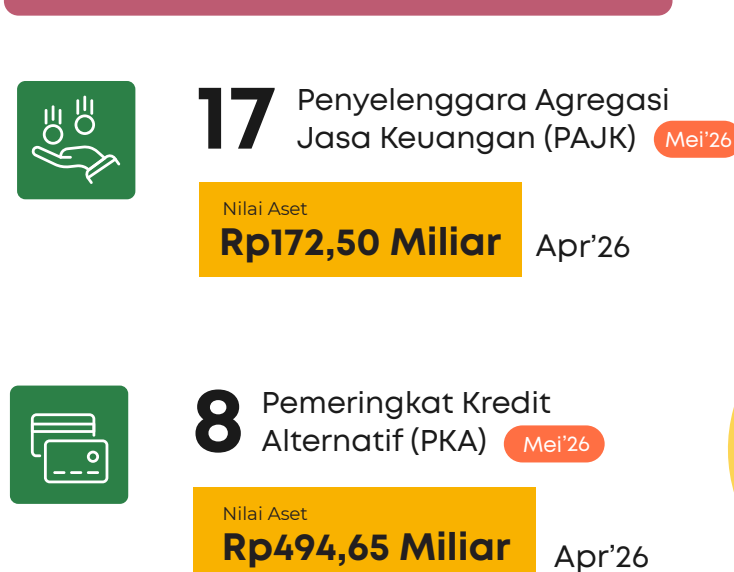 17 Penyelenggara Agregasi
Jasa Keuangan (PAJK) Mei'26
Nilai Aset
Rp172,50 Miliar Apr'26
8 Pemeringkat Kredit
Alternatif (PKA) Mei'26
Nilai Aset
Rp494,65 Miliar Apr'26